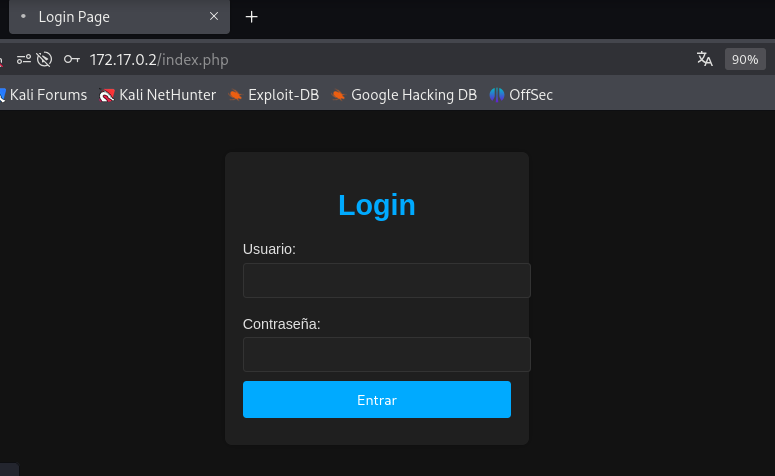 Login Page
172.17.0.2/index.php
90%
Kali Forums Kali NetHunter Exploit-DB Google Hacking DB OffSec
Login
Usuario:
Contraseña:
Entrar